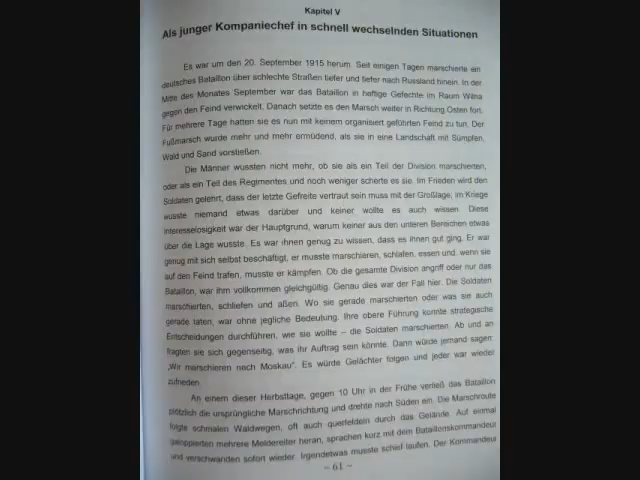 Kapitel V
Als junger Kompaniechef in schnell wechselnden Situationen
Es war um den 20. September 1915 herum. Seit einigen Tagen marschierte ein
deutsches Bataillon über schlechte Straßen tiefer und tiefer nach Russland hinein. In der
Mitte des Monates September war das Bataillon in heftige Gefechte im Raum Wilna
gegen den Feind verwickelt. Danach setzte es den Marsch weiter in Richtung Osten fort.
Für mehrere Tage hatten sie es nun mit keinem organisiert geführten Feind zu tun. Der
Fußmarsch wurde mehr und mehr ermüdend, als sie in eine Landschaft mit Sümpfen,
Wald und Sand vorstießen.
Die Männer wussten nicht mehr, ob sie als ein Teil der Division marschierten,
oder als ein Teil des Regimentes und noch weniger scherte es sie. Im Frieden wird den
Soldaten gelehrt, dass der letzte Gefreite vertraut sein muss mit der Großlage; im Kriege
wusste niemand etwas darüber und keiner wollte es auch wissen. Diese
Interesselosigkeit war der Hauptgrund, warum keiner aus den unteren Bereichen etwas
über die Lage wusste. Es war ihnen genug zu wissen, dass es ihnen gut ging. Er war
genug mit sich selbst beschäftigt, er musste marschieren, schlafen, essen und, wenn sie
auf den Feind trafen, musste er kämpfen. Ob die gesamte Division angriff oder nur das
Bataillon, war ihm vollkommen gleichgültig. Genau dies war der Fall hier. Die Soldaten
marschierten, schliefen und aßen. Wo sie gerade marschierten oder was sie auch
gerade taten, war ohne jegliche Bedeutung. Ihre obere Führung konnte strategische
Entscheidungen durchführen, wie sie wollte – die Soldaten marschierten. Ab und an
fragten sie sich gegenseitig, was ihr Auftrag sein könnte. Dann würde jemand sagen:
„Wir marschieren nach Moskau“. Es würde Gelächter folgen und jeder war wieder
zufrieden.
An einem dieser Herbsttage, gegen 10 Uhr in der Frühe verließ das Bataillon
plötzlich die ursprüngliche Marschrichtung und drehte nach Süden ein. Die Marschroute
folgte schmalen Waldwegen, oft auch querfeldein durch das Gelände. Auf einmal
galoppierten mehrere Meldereiter heran, sprachen kurz mit dem Bataillonskommandeur
und verschwanden sofort wieder. Irgendetwas musste schief laufen. Der Kommandeur
– 61 –